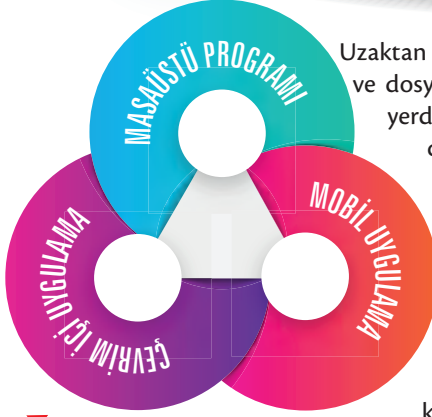 MASAÜSTÜ PROGRAMI
Uzaktan
ve dosy
yerd
MOBİL UYGULAMA
ÇEVRİM İÇİ UYGULAMA